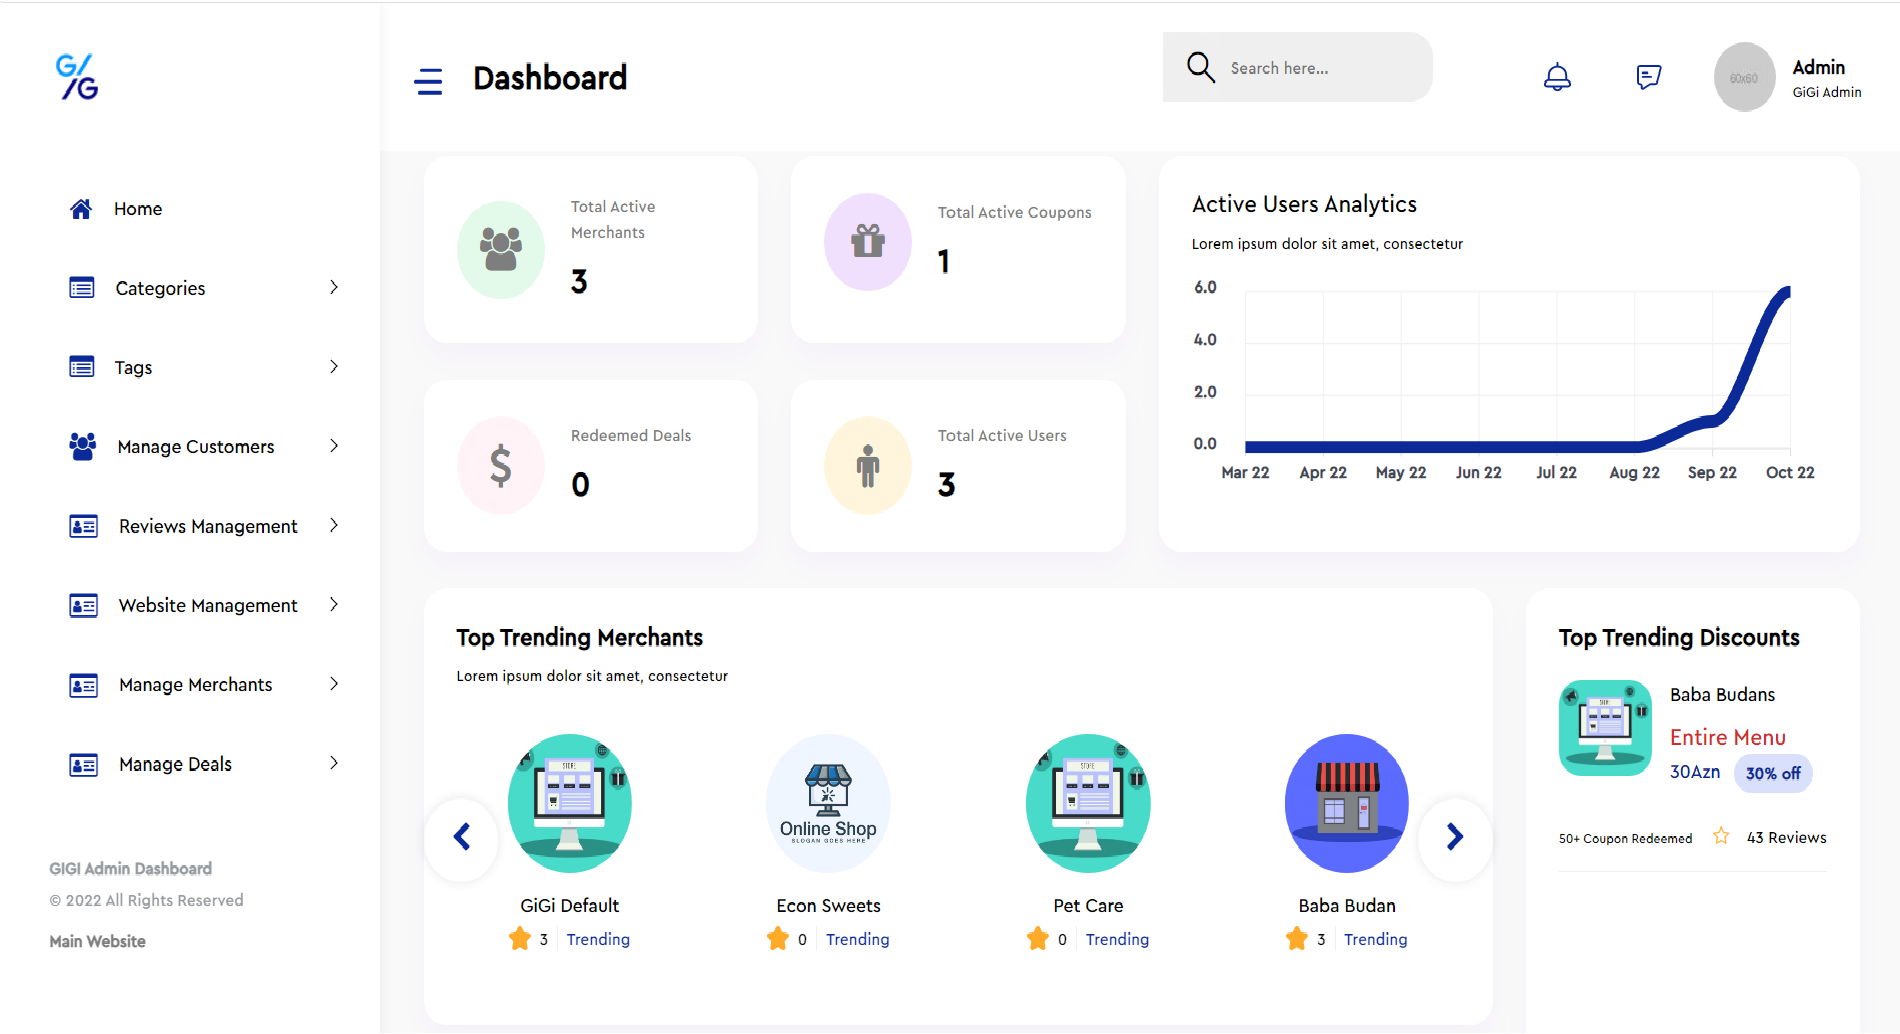 G/
/G
Dashboard
Search here...
60x60
Admin
GiGi Admin
Home
Categories
Tags
Manage Customers
Reviews Management
Website Management
Manage Merchants
Manage Deals
GIGI Admin Dashboard
© 2022 All Rights Reserved
Main Website
Total Active
Merchants
3
Total Active Coupons
1
Redeemed Deals
0
Total Active Users
3
Active Users Analytics
Lorem ipsum dolor sit amet, consectetur
6.0
4.0
2.0
0.0
Mar 22 Apr 22 May 22 Jun 22 Jul 22 Aug 22 Sep 22 Oct 22
Top Trending Merchants
Lorem ipsum dolor sit amet, consectetur
STORE
GiGi Default
3 Trending
Online Shop
SLOGAN GOES HERE
Econ Sweets
0 Trending
STORE
Pet Care
0 Trending
Baba Budan
3 Trending
Top Trending Discounts
STORE
Baba Budans
Entire Menu
30Azn 30% off
50+ Coupon Redeemed 43 Reviews